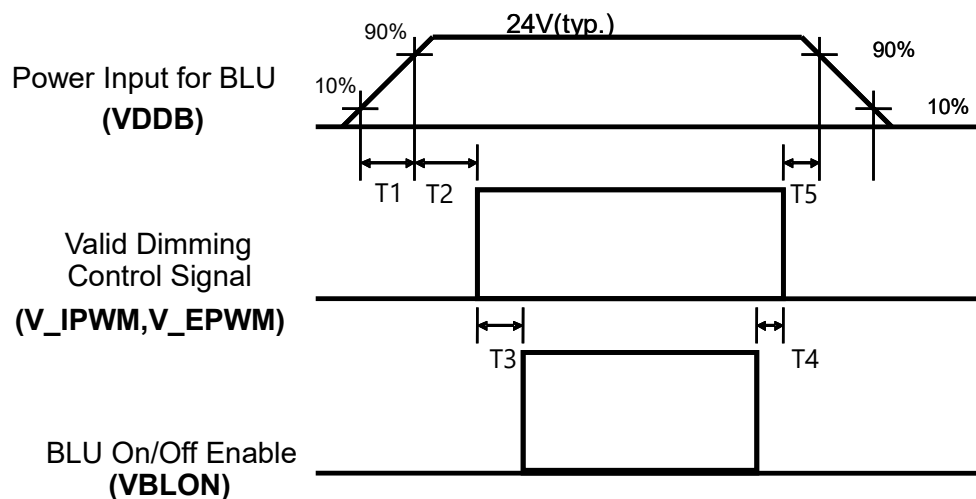 24V(typ.)
90%
90%
Power Input for BLU
(VDDB)
10%
10%
T1
T2
T5
Valid Dimming
Control Signal
(V_IPWM,V_EPWM)
T3
T4
BLU On/Off Enable
(VBLON)